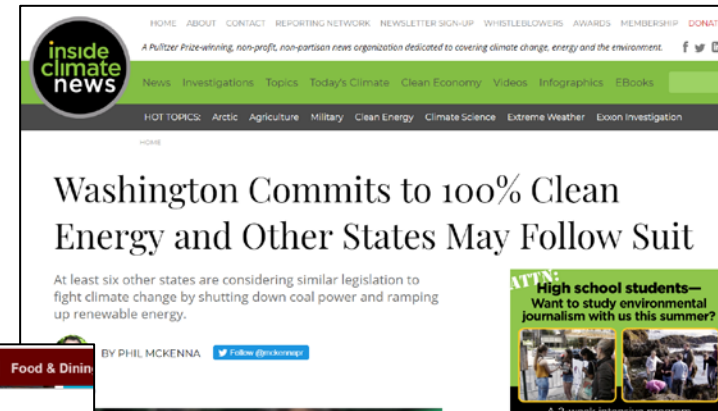 HOME ABOUT CONTACT REPORTING NETWORK NEWSLETTER SIGN-UP WHISTLEBLOWERS AWARDS MEMBERSHIP
inside
climate
news
A Pulitzer Prize-winning, non-profit, non-partisan news organization dedicated to covering climate change, energy and the environment.
News Investigations Topics Today's Climate Clean Economy Videos Infographics EBooks
HOT TOPICS: Arctic Agriculture Military Clean Energy Climate Science Extreme Weather Exxon Investigation
HOME
Washington Commits to 100% Clean
Energy and Other States May Follow Suit
At least six other states are considering similar legislation to
fight climate change by shutting down coal power and ramping
up renewable energy.
BY PHIL MCKENNA Follow @mckennapr
ATTN:
High school students—
Want to study environmental
journalism with us this summer?
Food &